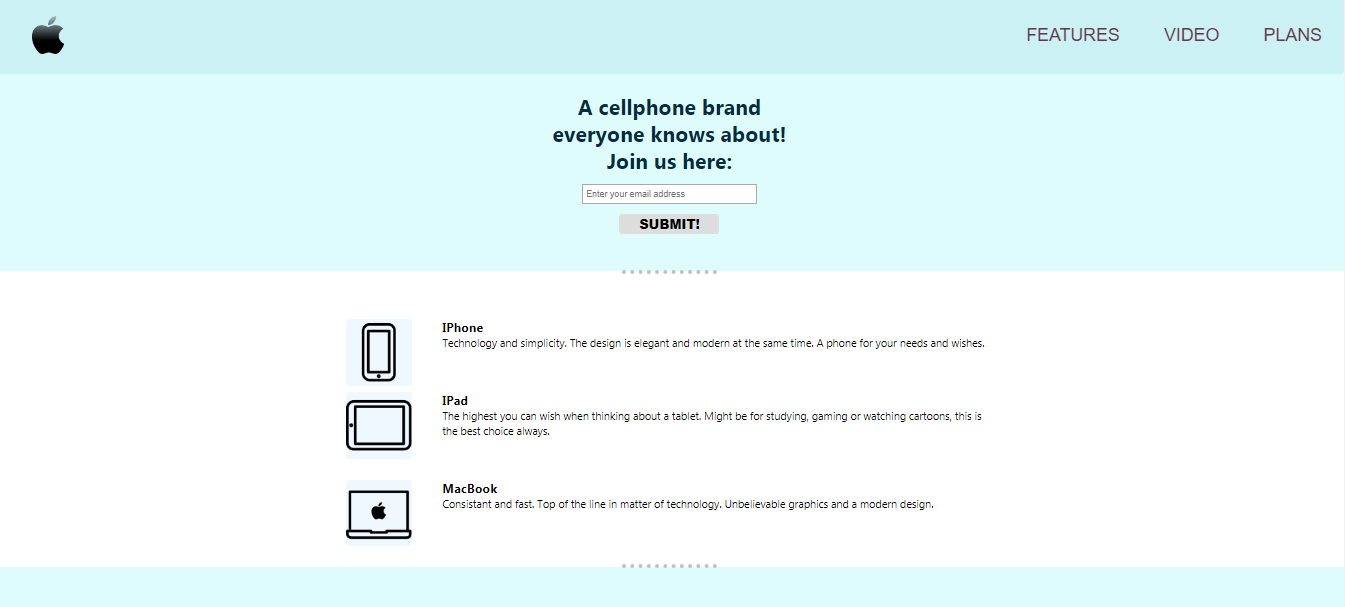 FEATURES VIDEO PLANS
A cellphone brand
everyone knows about!
Join us here:
Enter your email address
SUBMIT!
IPhone
Technology and simplicity. The design is elegant and modern at the same time. A phone for your needs and wishes.
IPad
The highest you can wish when thinking about a tablet. Might be for studying, gaming or watching cartoons, this is
the best choice always.
MacBook
Consistant and fast. Top of the line in matter of technology. Unbelievable graphics and a modern design.